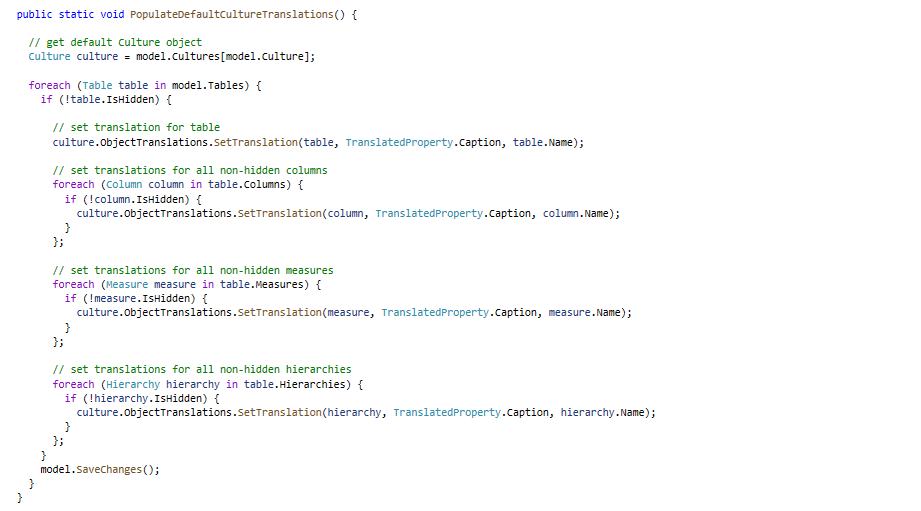 public static void PopulateDefaultCultureTranslations() {
// get default Culture object
Culture culture = model.Cultures[model.Culture];
foreach (Table table in model.Tables) {
if (!table.IsHidden) {
// set translation for table
culture.ObjectTranslations.SetTranslation(table, TranslatedProperty.Caption, table.Name);
// set translations for all non-hidden columns
foreach (Column column in table.Columns) {
if (!column.IsHidden) {
culture.ObjectTranslations.SetTranslation(column, TranslatedProperty.Caption, column.Name);
}
};
// set translations for all non-hidden measures
foreach (Measure measure in table.Measures) {
if (!measure.IsHidden) {
culture.ObjectTranslations.SetTranslation(measure, TranslatedProperty.Caption, measure.Name);
}
};
// set translations for all non-hidden hierarchies
foreach (Hierarchy hierarchy in table.Hierarchies) {
if (!hierarchy.IsHidden) {
culture.ObjectTranslations.SetTranslation(hierarchy, TranslatedProperty.Caption, hierarchy.Name);
}
};
}
model.SaveChanges();
}
}